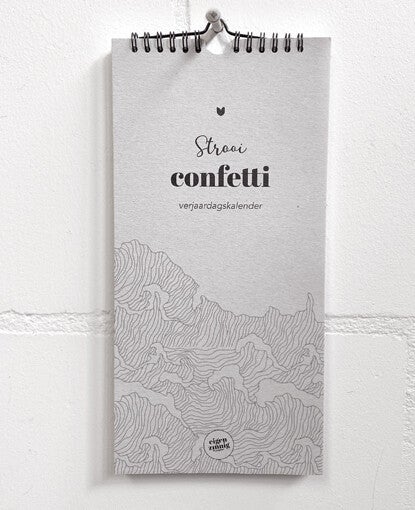 Strooi
confetti
verjaardagskalender
eigen
zinnig